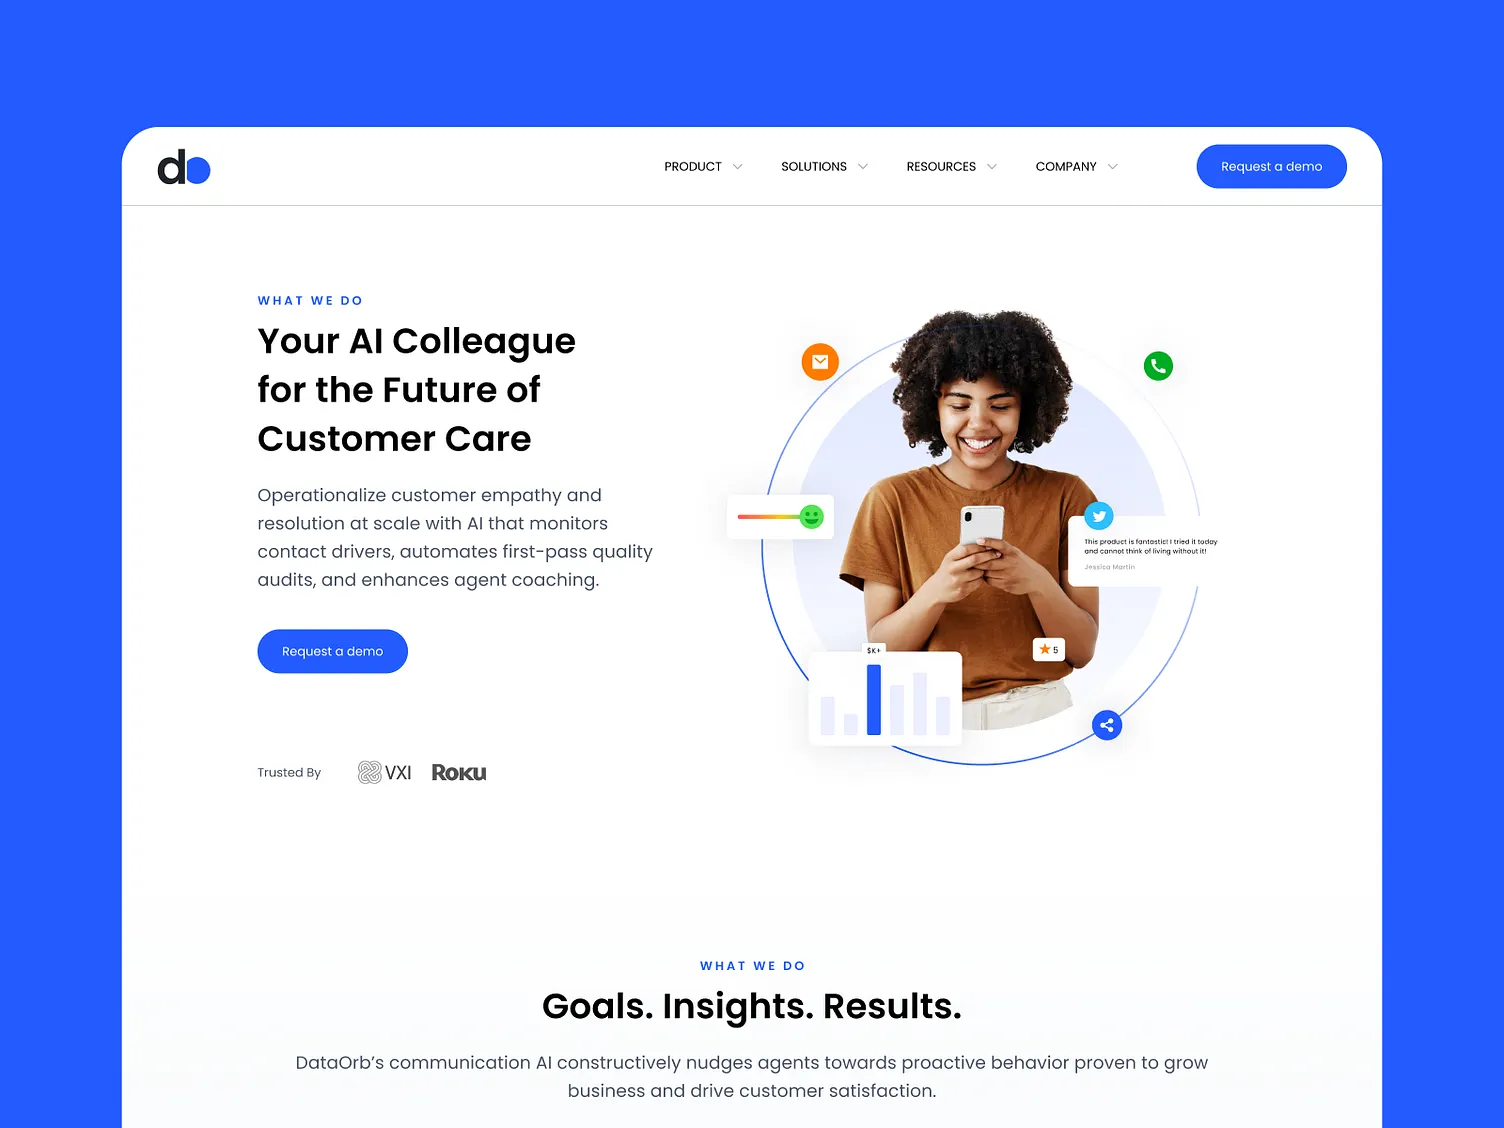 do
PRODUCT
SOLUTIONS
RESOURCES
COMPANY
Request a demo
WHAT WE DO
Your AI Colleague
for the Future of
Customer Care
Operationalize customer empathy and
resolution at scale with AI that monitors
contact drivers, automates first-pass quality
audits, and enhances agent coaching.
Request a demo
Trusted By
VXI
ROKU
This product is fantastic! I tried it today
and cannot think of living without it!
Jessica Martin
$K+
5
WHAT WE DO
Goals. Insights. Results.
DataOrb’s communication AI constructively nudges agents towards proactive behavior proven to grow
business and drive customer satisfaction.